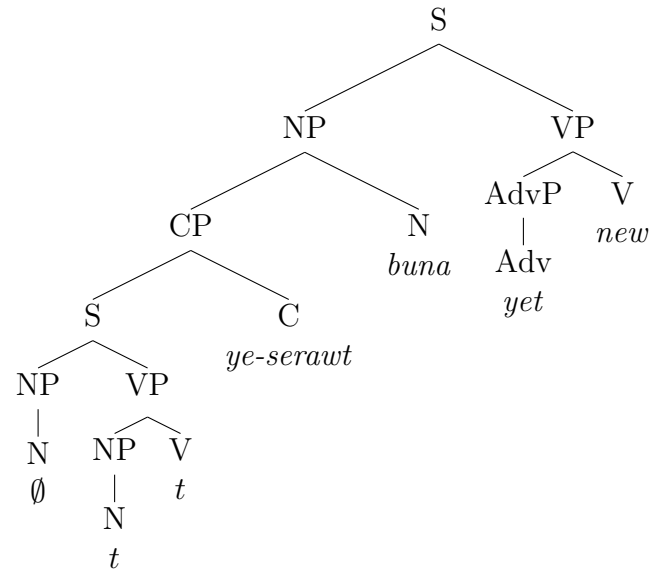 S
NP VP
CP N AdvP V
buna new
Adv
yet
S C
ye-serawt
NP VP
N NP V
∅ t
N
t